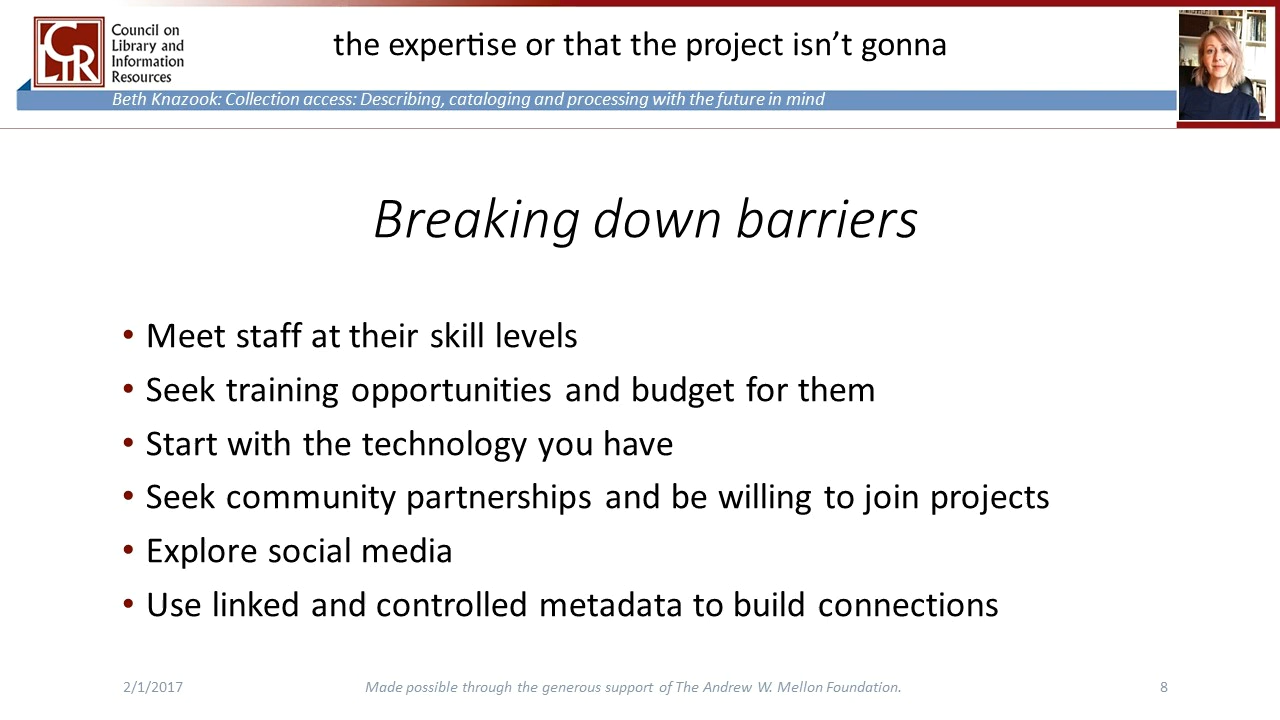 CLIR
Council on
Library and
Information
Resources
the expertise or that the project isn't gonna
Beth Knazook: Collection access: Describing, cataloging and processing with the future in mind
Breaking down barriers
• Meet staff at their skill levels
• Seek training opportunities and budget for them
• Start with the technology you have
• Seek community partnerships and be willing to join projects
• Explore social media
• Use linked and controlled metadata to build connections
2/1/2017
Made possible through the generous support of The Andrew W. Mellon Foundation.
8